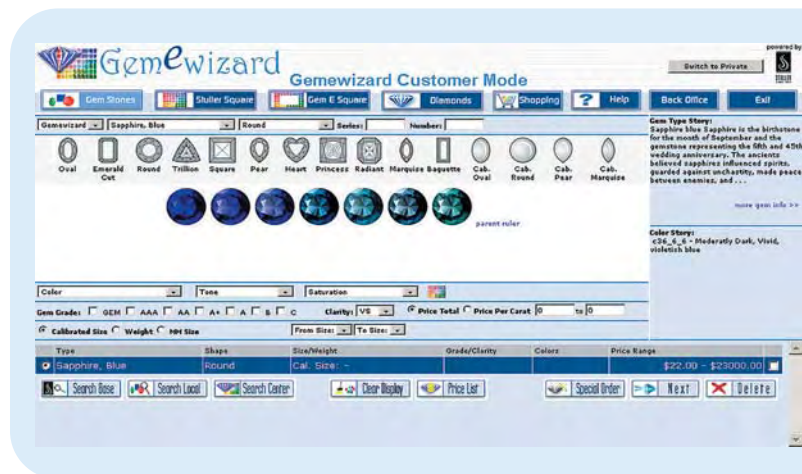 powered by
Gemewizard
Gemewizard Customer Mode
Switch to Private
Gem Stones
Stuller Square
Gem E Square
Diamonds
Shopping
? Help
Back Office
Exit
Gemewizard Sapphire, Blue Round Series: Number:
Oval Emerald Cut Round Trillion Square Pear Heart Princess Radiant Marquise Baguette Cab. Oval Cab. Round Cab. Pear Cab. Marquise
parent ruler
Gem Type Story:
Sapphire blue Sapphire is the birthstone
for the month of September and the
gemstone representing the fifth and 45th
wedding anniversary. The ancients
believed sapphires influenced spirits,
guarded against unchastity, made peace
between enemies, and . . .
more gem info >>
Color Story:
c26_6_6 - Moderatly Dark, Vivid,
violetish blue
Color Tone Saturation
Gem Grade: GEM AAA AA A+ A B C Clarity: VS Price Total Price Per Carat 0 to 0
Calibrated Size Weight MM Size From Size: To Size:
Type Shape Size/Weight Grade/Clarity Colors Price Range
Sapphire, Blue Round Cal. Size: - $22.00 - $23000.00
Search Base Search Local Search Center Clear Display Price List Special Order Next Delete